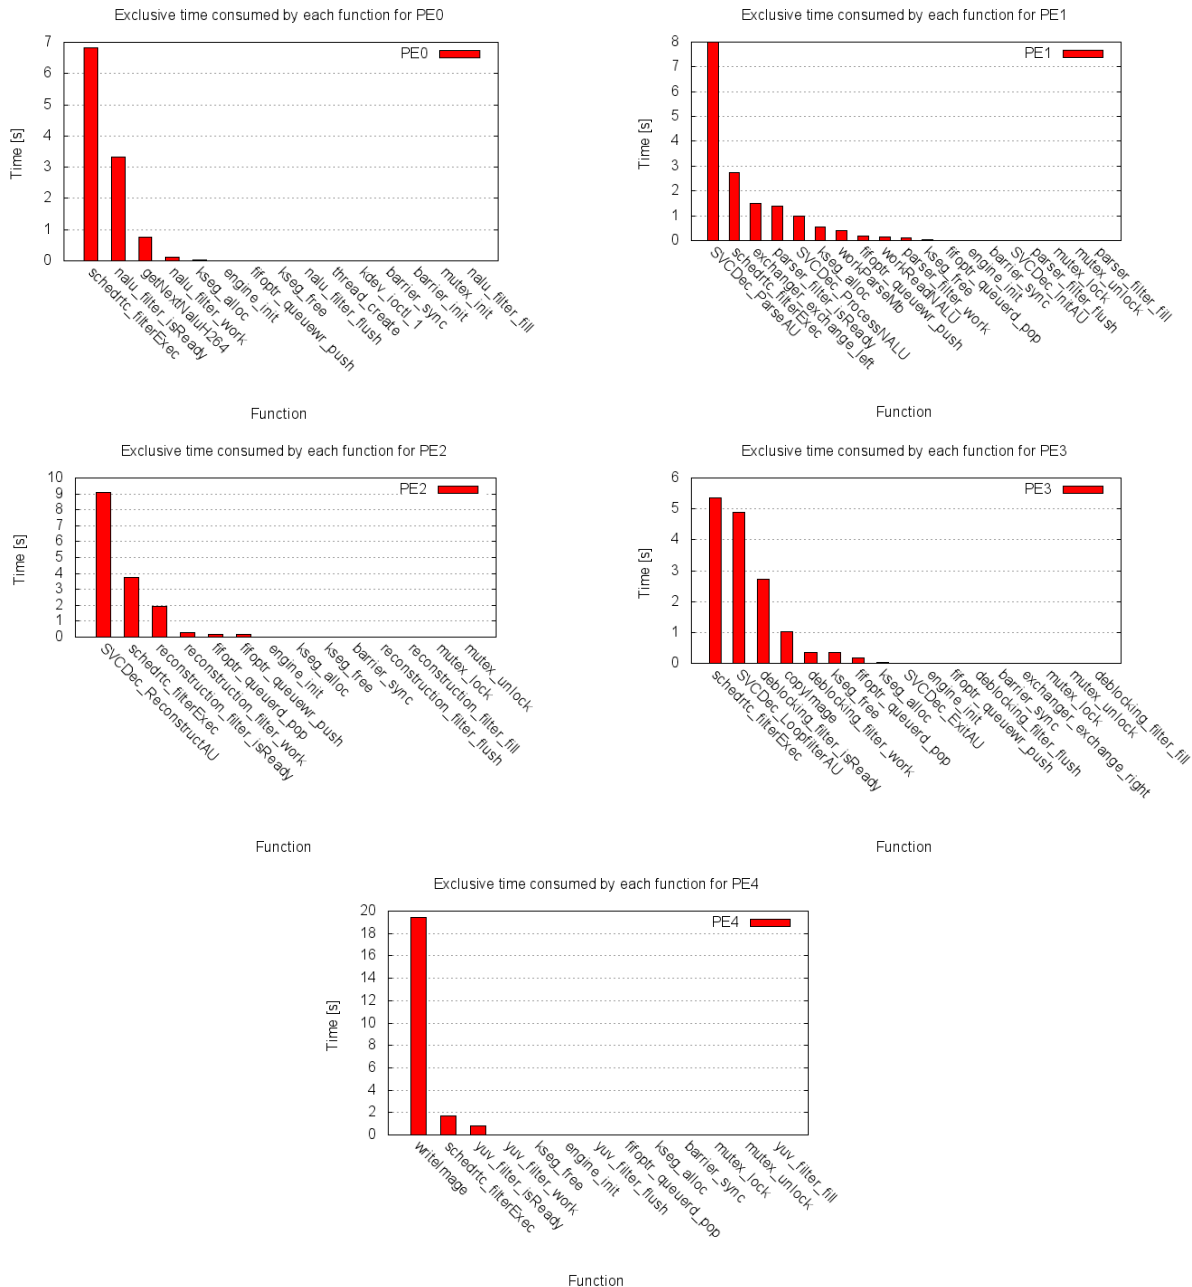 Exclusive time consumed by each function for PE0
7
6
5
4
3
2
1
0
Time [s]
PE0
schedrtc_filterExec
nalu_filter_isReady
getNextNaluH264
nalu_filter_work
kseg_alloc
engine_init
fifoptr_queuewr_push
kseg_free
nalu_filter_flush
thread_create
kdev_ioctl_1
barrier_sync
barrier_init
mutex_init
nalu_filter_fill
Function
Exclusive time consumed by each function for PE1
8
7
6
5
4
3
2
1
0
Time [s]
PE1
SVCDec_ParseAU
schedrtc_filterExec
exchanger_exchange_left
parser_filter_isReady
SVCDec_ProcessNALU
kseg_alloc
workParseMb
fifoptr_queuewr_push
workReadNALU
parser_filter_work
kseg_free
fifoptr_queuerd_pop
engine_init
barrier_sync
SVCDec_InitAU
parser_filter_flush
mutex_lock
mutex_unlock
parser_filter_fill
Function
Exclusive time consumed by each function for PE2
10
9
8
7
6
5
4
3
2
1
0
Time [s]
PE2
SVCDec_ReconstructAU
schedrtc_filterExec
reconstruction_filter_isReady
reconstruction_filter_work
fifoptr_queuerd_pop
fifoptr_queuewr_push
engine_init
kseg_alloc
kseg_free
barrier_sync
reconstruction_filter_flush
reconstruction_filter_fill
mutex_lock
mutex_unlock
Function
Exclusive time consumed by each function for PE3
6
5
4
3
2
1
0
Time [s]
PE3
schedrtc_filterExec
SVCDec_LoopfilterAU
deblocking_filter_isReady
copyImage
deblocking_filter_work
kseg_free
fifoptr_queuerd_pop
kseg_alloc
SVCDec_ExitAU
engine_init
fifoptr_queuewr_push
deblocking_filter_flush
barrier_sync
exchanger_exchange_right
mutex_lock
mutex_unlock
deblocking_filter_fill
Function
Exclusive time consumed by each function for PE4
20
18
16
14
12
10
8
6
4
2
0
Time [s]
PE4
writeImage
schedrtc_filterExec
yuv_filter_isReady
yuv_filter_work
kseg_free
engine_init
yuv_filter_flush
fifoptr_queuerd_pop
kseg_alloc
barrier_sync
mutex_lock
mutex_unlock
yuv_filter_fill
Function